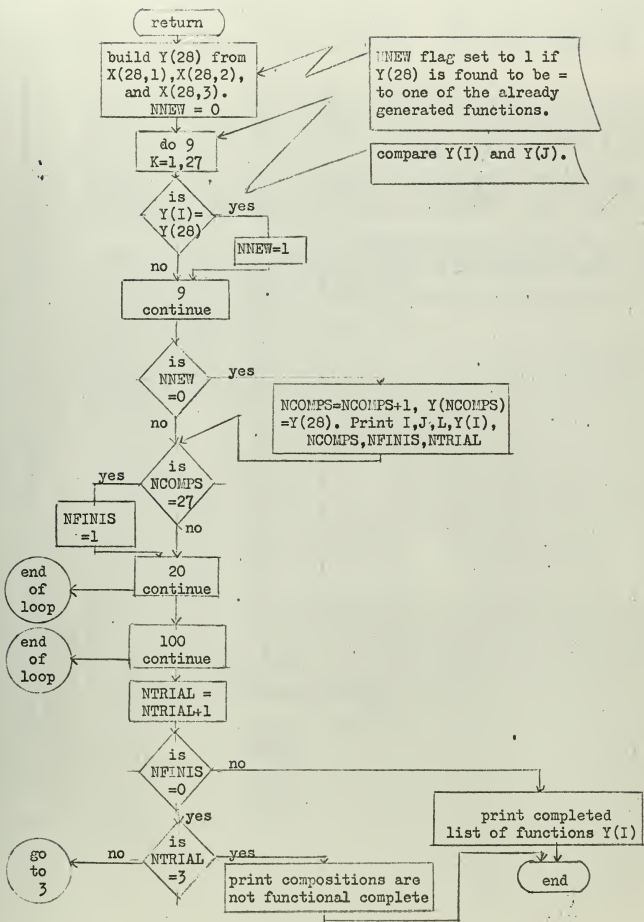 return
build Y(28) from
X(28,1),X(28,2),
and X(28,3).
NNEW = 0
NNEW flag set to 1 if
Y(28) is found to be =
to one of the already
generated functions.
do 9
K=1,27
compare Y(I) and Y(J).
is
Y(I)=
Y(28)
yes
NNEW=1
no
9
continue
is
NNEW
=0
yes
no
NCOMPS=NCOMPS+1, Y(NCOMPS)
=Y(28). Print I,J,L,Y(I),
NCOMPS,NFINIS,NTRIAL
is
NCOMPS
=27
yes
no
NFINIS
=1
20
continue
end
of
loop
100
continue
end
of
loop
NTRIAL =
NTRIAL+1
is
NFINIS
=0
no
yes
print completed
list of functions Y(I)
is
NTRIAL
=3
no
yes
go
to
3
print compositions are
not functional complete
end